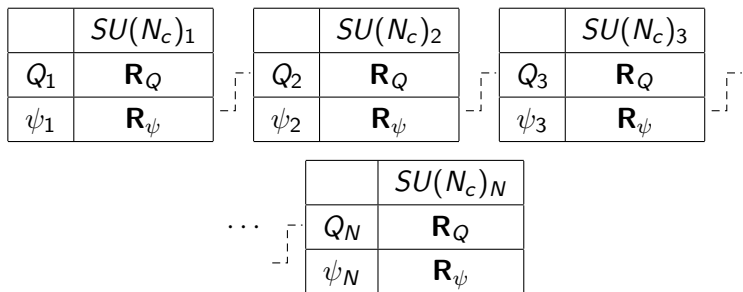 SU(N_c)_1 SU(N_c)_2 SU(N_c)_3
Q_1 R_Q Q_2 R_Q Q_3 R_Q
ψ_1 R_ψ ψ_2 R_ψ ψ_3 R_ψ
SU(N_c)_N
... Q_N R_Q
ψ_N R_ψ